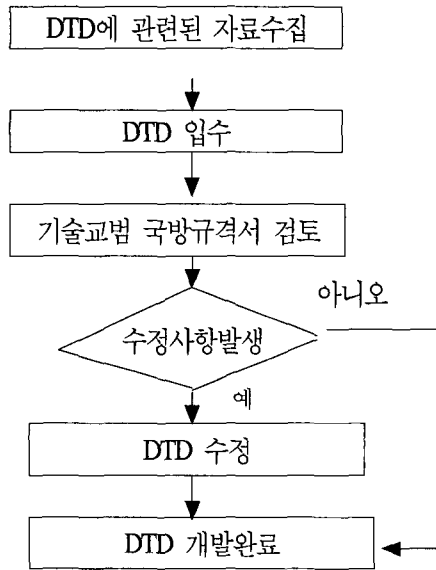 DTD에 관련된 자료수집
DTD 입수
기술교범 국방규격서 검토
아니오
수정사항발생
예
DTD 수정
DTD 개발완료